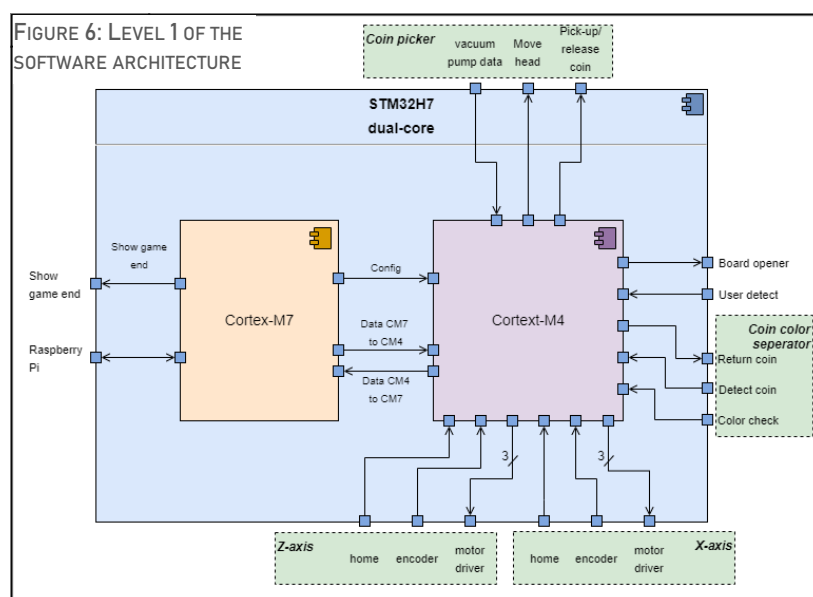 FIGURE 6: LEVEL 1 OF THE
SOFTWARE ARCHITECTURE
Coin picker
vacuum
pump data
Move
head
Pick-up/
release
coin
STM32H7
dual-core
Show game
end
Show
game end
Raspberry
Pi
Cortex-M7
Config
Data CM7
to CM4
Data CM4
to CM7
Cortext-M4
Board opener
User detect
Coin color
seperator
Return coin
Detect coin
Color check
3
3
Z-axis
home
encoder
motor
driver
home
encoder
motor
driver
X-axis